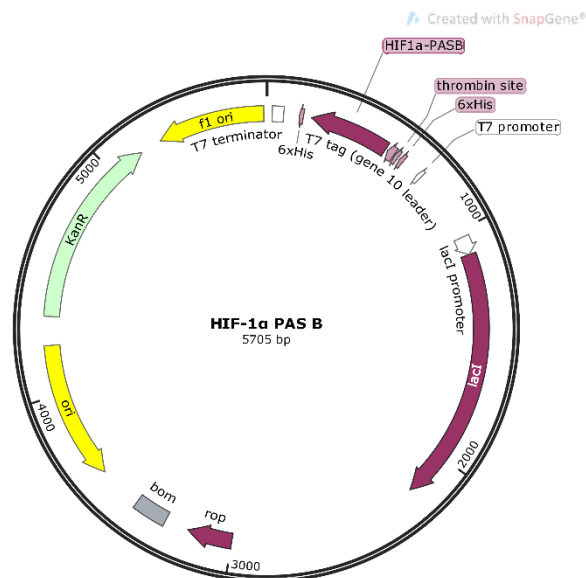 Created with SnapGene®
HIF1a-PASB
thrombin site
6xHis
T7 promoter
f1 ori
T7 terminator
6xHis
T7 tag (gene 10 leader)
5000
1000
KanR
lacI promoter
HIF-1α PAS B
5705 bp
lacI
ori
4000
2000
bom
rop
3000